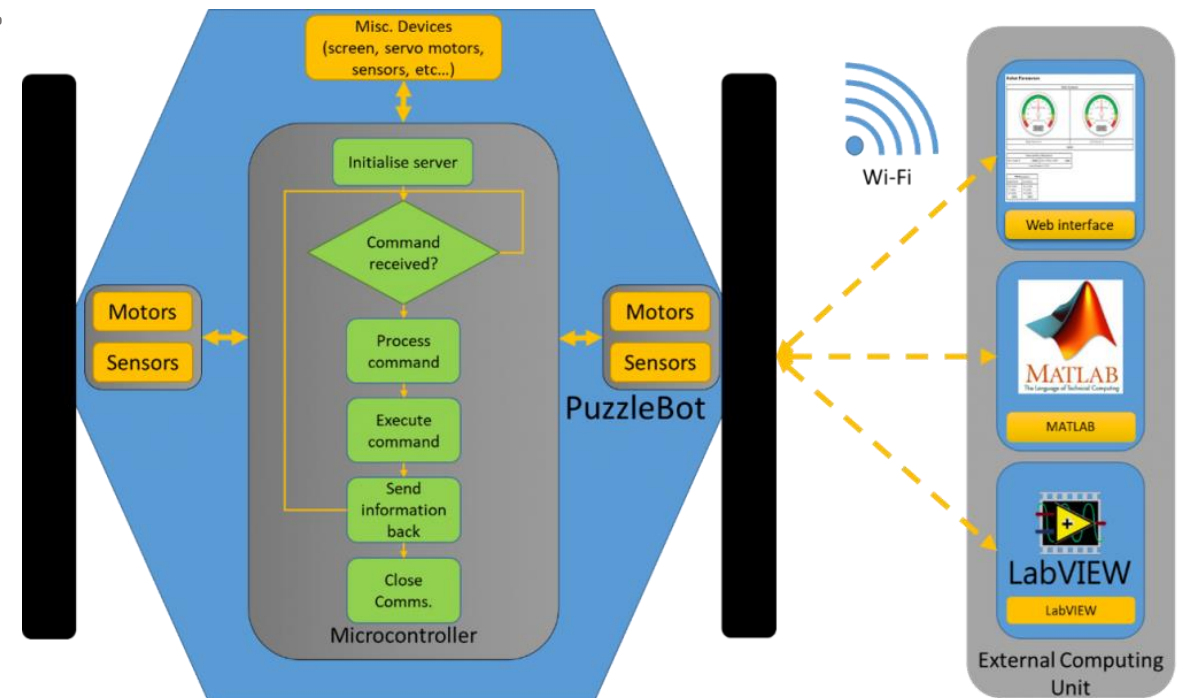 Misc. Devices
(screen, servo motors,
sensors, etc...)
Initialise server
Command
received?
Process
command
Execute
command
Send
information
back
Close
Comms.
Microcontroller
Motors
Sensors
Motors
Sensors
PuzzleBot
Wi-Fi
Web interface
MATLAB
The Language of Technical Computing
MATLAB
LabVIEW
LabVIEW
External Computing
Unit